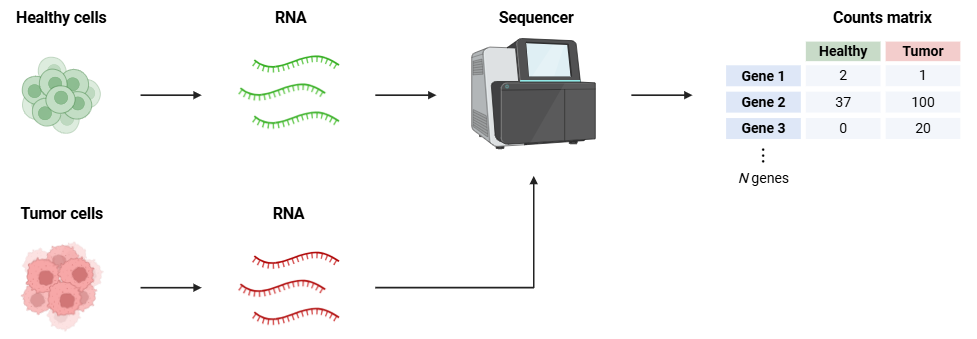 Healthy cells
RNA
Sequencer
Counts matrix
Healthy Tumor
Gene 1 2 1
Gene 2 37 100
Gene 3 0 20
N genes
Tumor cells
RNA